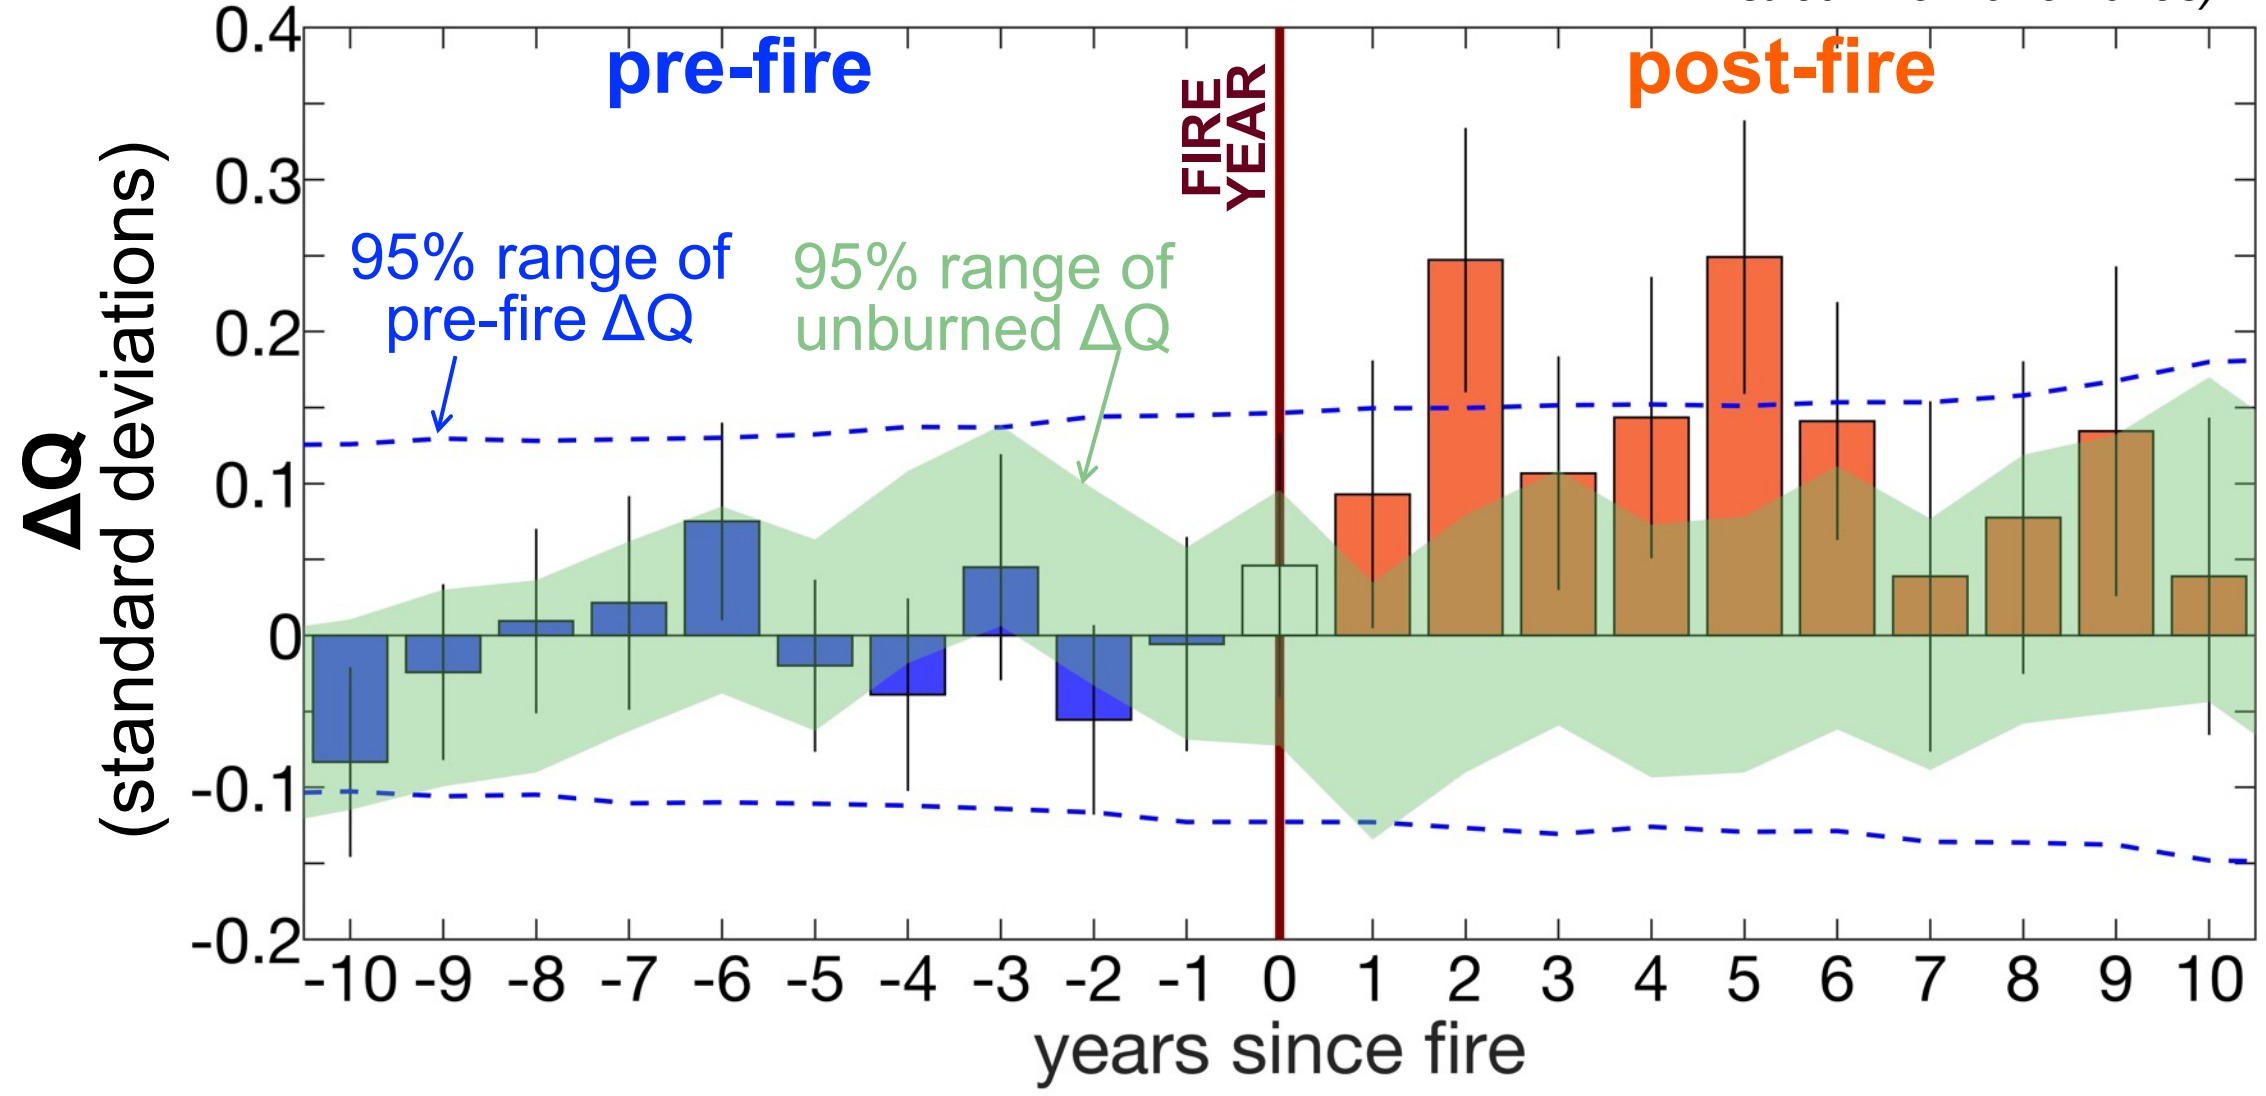 pre-fire
post-fire
FIRE
YEAR
95% range of
pre-fire ΔQ
95% range of
unburned ΔQ
ΔQ
(standard deviations)
0.4
0.3
0.2
0.1
0
-0.1
-0.2
-10 -9 -8 -7 -6 -5 -4 -3 -2 -1 0 1 2 3 4 5 6 7 8 9 10
years since fire